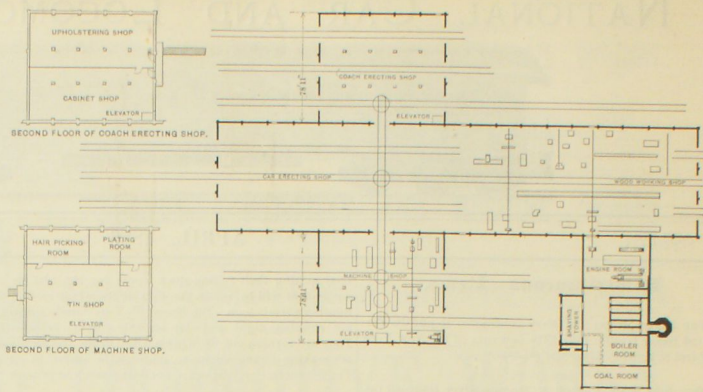 UPHOLSTERING SHOP
CABINET SHOP
ELEVATOR
SECOND FLOOR OF COACH ERECTING SHOP.
COACH ERECTING SHOP
ELEVATOR
CAR ERECTING SHOP
WOOD WORKING SHOP
HAIR PICKING ROOM
PLATING ROOM
TIN SHOP
ELEVATOR
SECOND FLOOR OF MACHINE SHOP.
MACHINE SHOP
ELEVATOR
ENGINE ROOM
SHAVING TOWER
BOILER ROOM
COAL ROOM